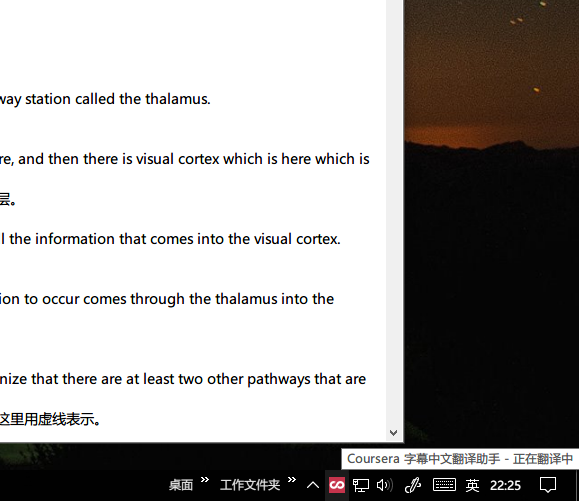 way station called the thalamus.
re, and then there is visual cortex which is here which is
层。
l the information that comes into the visual cortex.
ion to occur comes through the thalamus into the
nize that there are at least two other pathways that are
这里用虚线表示。
Coursera 字幕中文翻译助手 - 正在翻译中
桌面 » 工作文件夹 » 英 22:25